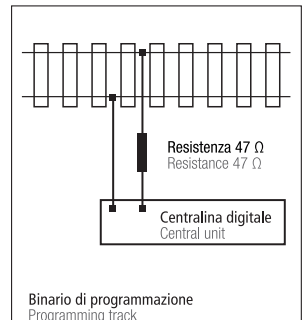 Resistenza 47 Ω
Resistance 47 Ω
Centralina digitale
Central unit
Binario di programmazione
Programming track